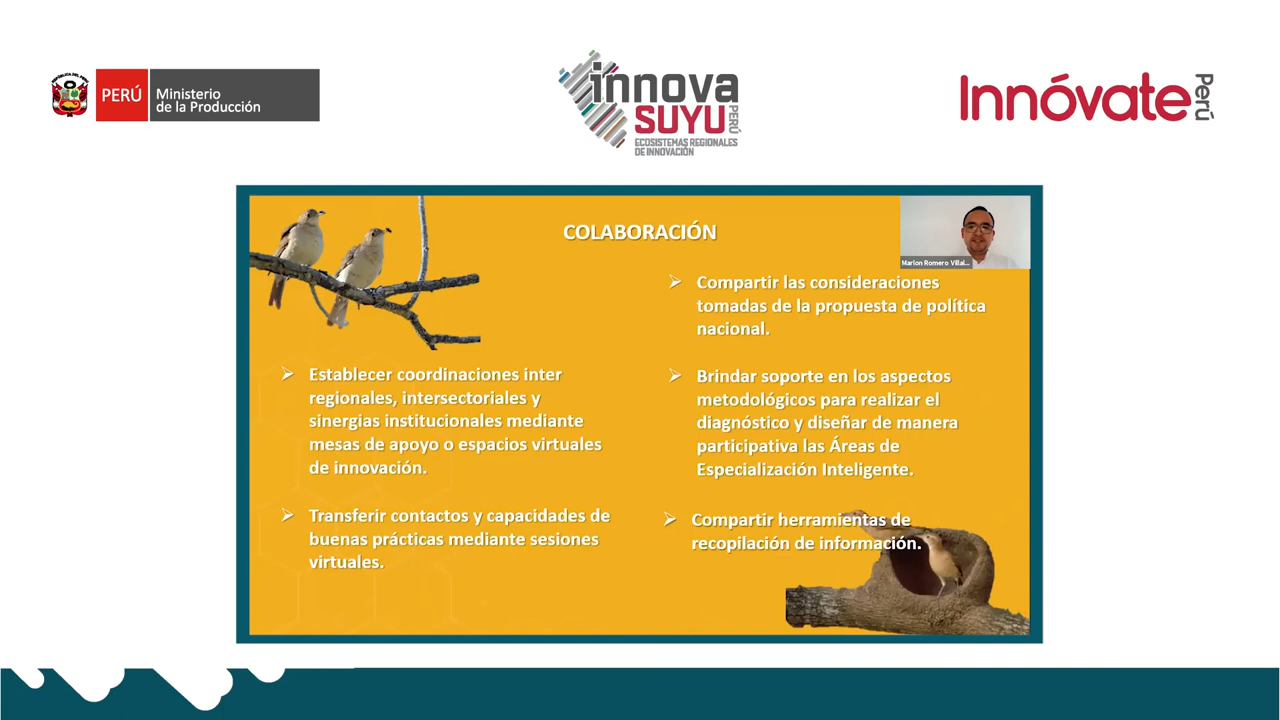 PERÚ
Ministerio
de la Producción
innova
SUYU
PERÚ
ECOSISTEMAS REGIONALES
DE INNOVACIÓN
Innóvate
Perú
COLABORACIÓN
Marlon Romero Villal...
➢ Establecer coordinaciones inter
regionales, intersectoriales y
sinergias institucionales mediante
mesas de apoyo o espacios virtuales
de innovación.
➢ Transferir contactos y capacidades de
buenas prácticas mediante sesiones
virtuales.
➢ Compartir las consideraciones
tomadas de la propuesta de política
nacional.
➢ Brindar soporte en los aspectos
metodológicos para realizar el
diagnóstico y diseñar de manera
participativa las Áreas de
Especialización Inteligente.
➢ Compartir herramientas de
recopilación de información.